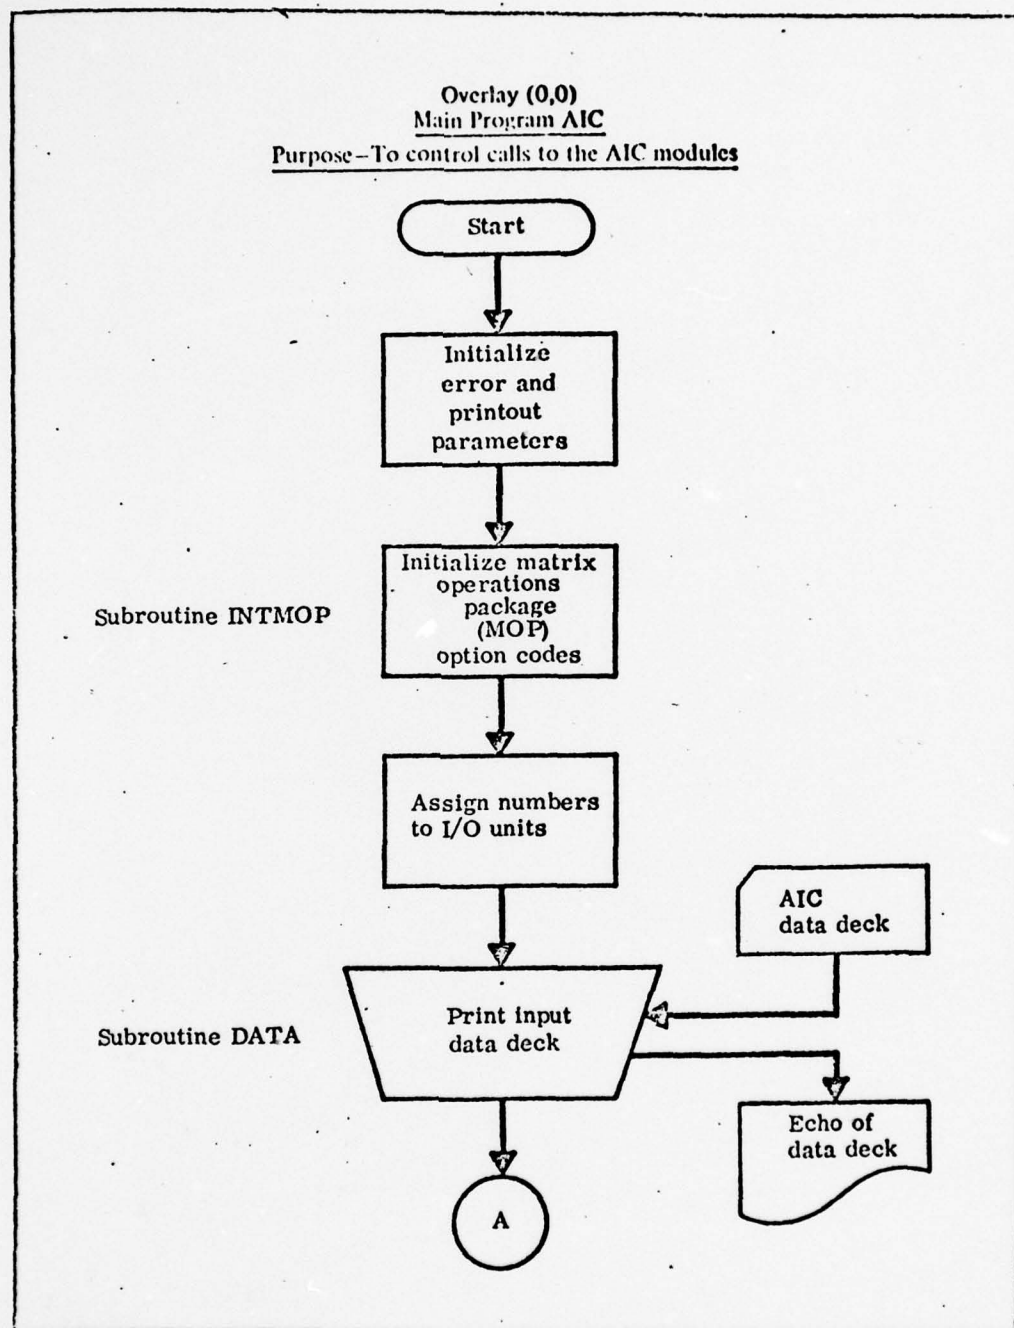 Overlay (0,0)
Main Program AIC
Purpose—To control calls to the AIC modules
Start
Initialize
error and
printout
parameters
Subroutine INTMOP
Initialize matrix
operations
package
(MOP)
option codes
Assign numbers
to I/O units
AIC
data deck
Subroutine DATA
Print input
data deck
Echo of
data deck
A